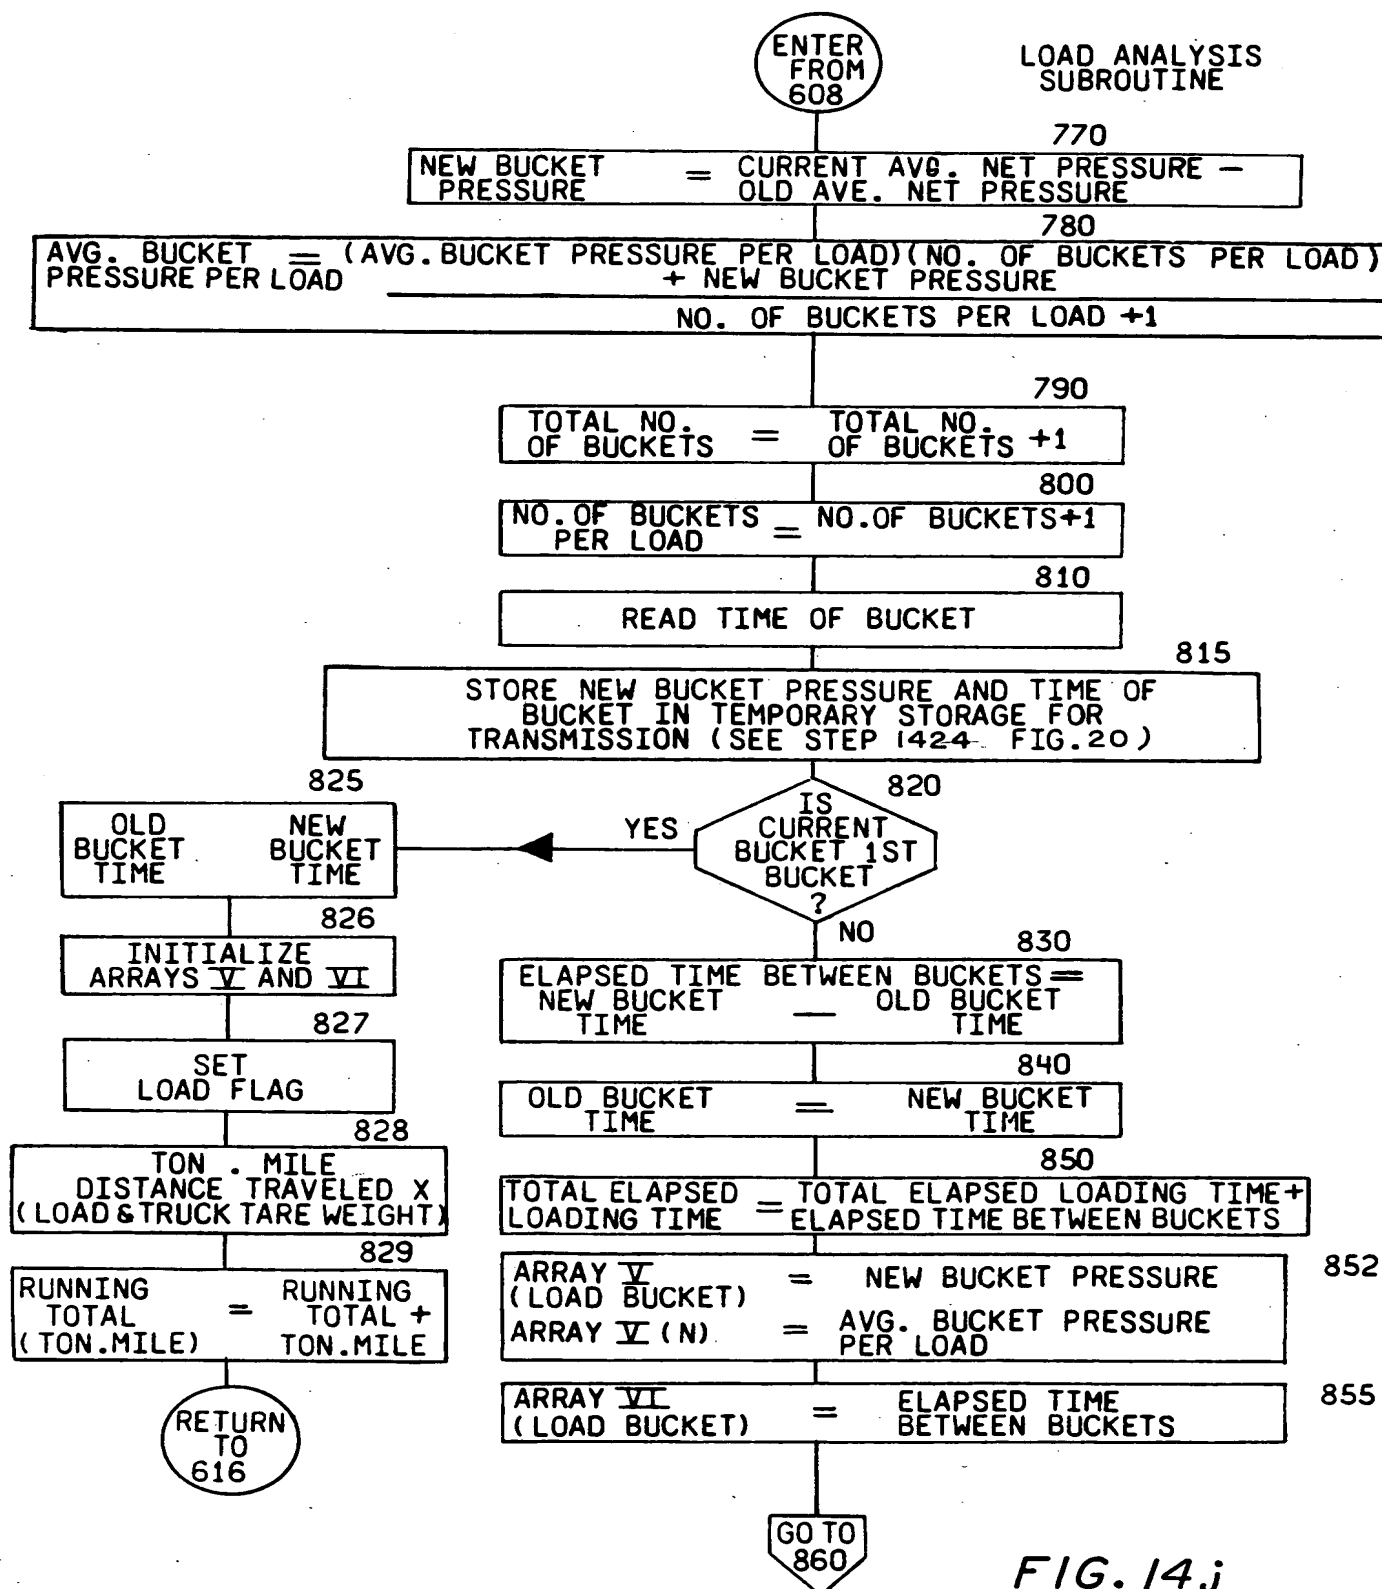 ENTER
FROM
608
LOAD ANALYSIS
SUBROUTINE
770
NEW BUCKET = CURRENT AVG. NET PRESSURE —
PRESSURE OLD AVE. NET PRESSURE
780
AVG. BUCKET = (AVG. BUCKET PRESSURE PER LOAD)(NO. OF BUCKETS PER LOAD)
PRESSURE PER LOAD + NEW BUCKET PRESSURE
NO. OF BUCKETS PER LOAD +1
790
TOTAL NO. = TOTAL NO.
OF BUCKETS OF BUCKETS +1
800
NO. OF BUCKETS = NO. OF BUCKETS+1
PER LOAD
810
READ TIME OF BUCKET
815
STORE NEW BUCKET PRESSURE AND TIME OF
BUCKET IN TEMPORARY STORAGE FOR
TRANSMISSION (SEE STEP 1424 FIG.20)
820
IS
CURRENT
BUCKET 1ST
BUCKET
?
YES
NO
825
OLD NEW
BUCKET BUCKET
TIME TIME
826
INITIALIZE
ARRAYS V AND VI
827
SET
LOAD FLAG
828
TON . MILE
DISTANCE TRAVELED X
(LOAD & TRUCK TARE WEIGHT)
829
RUNNING = RUNNING
TOTAL TOTAL +
(TON.MILE) TON.MILE
RETURN
TO
616
830
ELAPSED TIME BETWEEN BUCKETS =
NEW BUCKET — OLD BUCKET
TIME TIME
840
OLD BUCKET = NEW BUCKET
TIME TIME
850
TOTAL ELAPSED = TOTAL ELAPSED LOADING TIME +
LOADING TIME ELAPSED TIME BETWEEN BUCKETS
852
ARRAY V = NEW BUCKET PRESSURE
(LOAD BUCKET)
ARRAY V (N) = AVG. BUCKET PRESSURE
PER LOAD
855
ARRAY VI = ELAPSED TIME
(LOAD BUCKET) BETWEEN BUCKETS
GO TO
860
FIG. 14.j